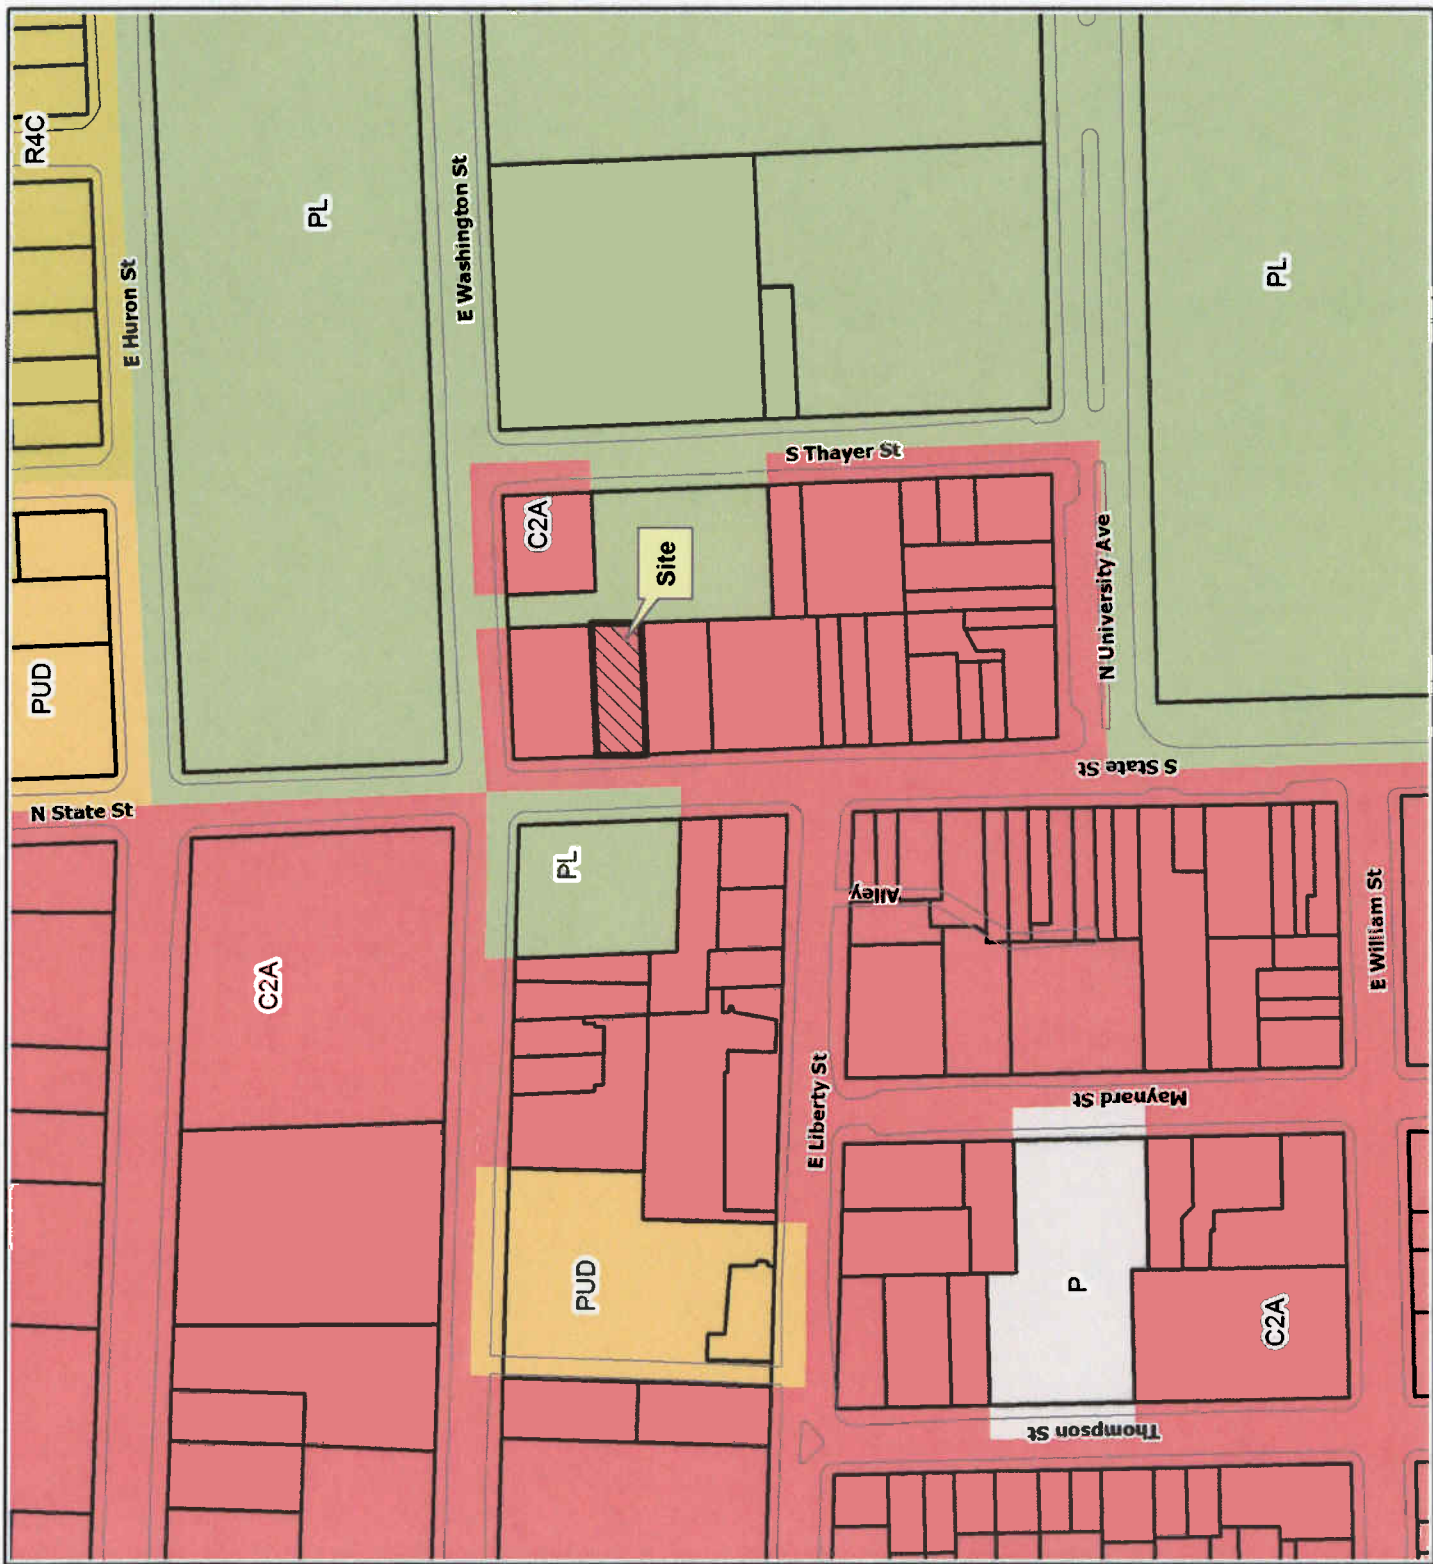 R4C
E Huron St
PL
E Washington St
PL
S Thayer St
C2A
Site
N University Ave
PUD
N State St
S State St
PL
Alley
C2A
E William St
Maynard St
E Liberty St
PUD
P
C2A
Thompson St